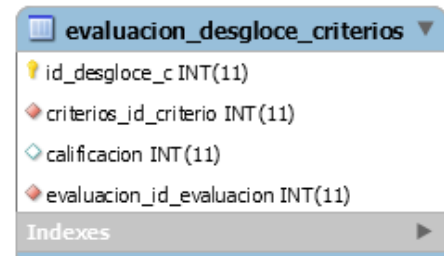 evaluacion_desgloce_criterios
id_desgloce_c INT(11)
criterios_id_criterio INT(11)
calificacion INT(11)
evaluacion_id_evaluacion INT(11)
Indexes